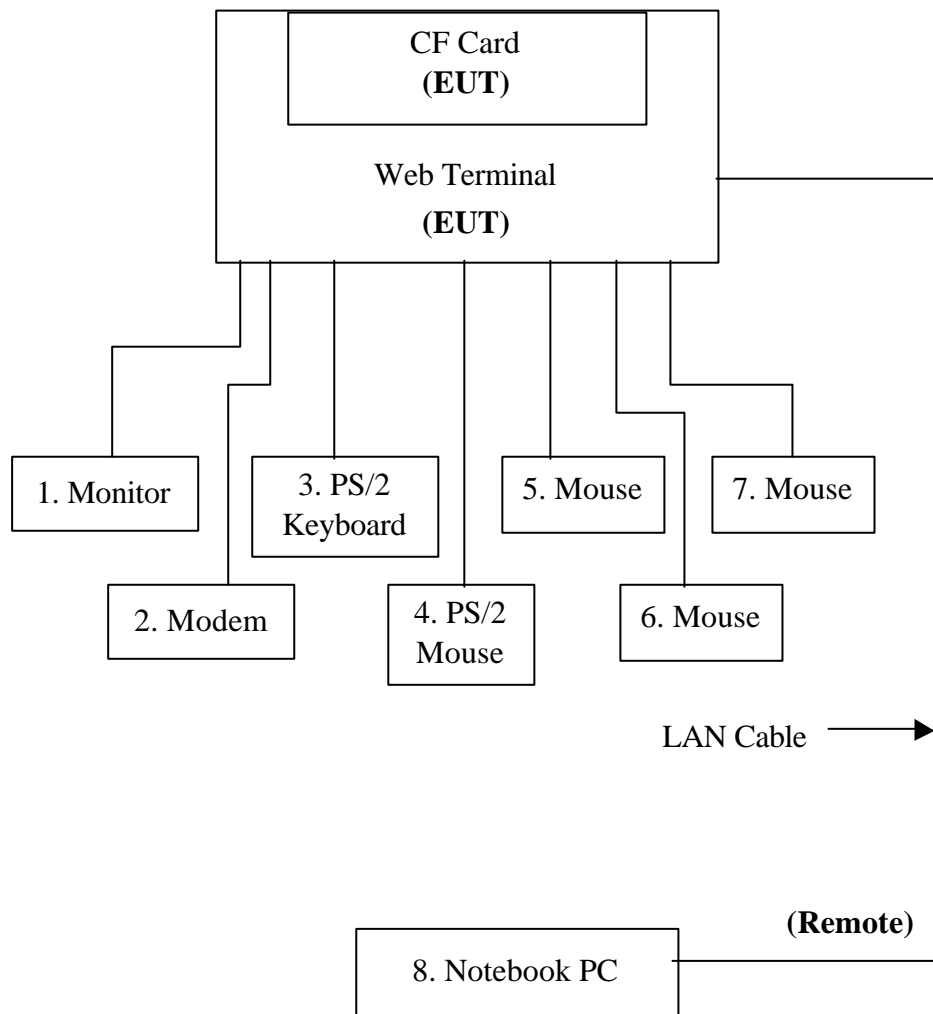 CF Card
(EUT)
Web Terminal
(EUT)
1. Monitor
3. PS/2
Keyboard
5. Mouse
7. Mouse
2. Modem
4. PS/2
Mouse
6. Mouse
LAN Cable
(Remote)
8. Notebook PC